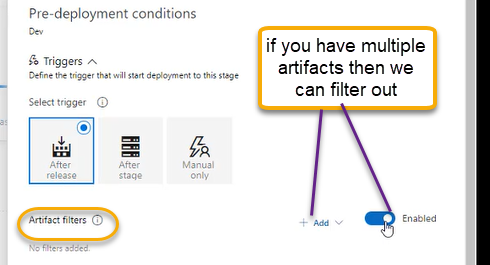 Pre-deployment conditions
Dev
Triggers
Define the trigger that will start deployment to this stage
Select trigger
After
release
After
stage
Manual
only
if you have multiple
artifacts then we
can filter out
Artifact filters
+ Add
Enabled
No filters added.